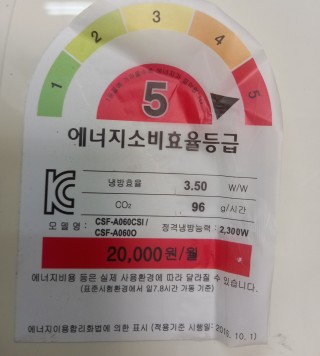 1 2 3 4 5
5
에너지소비효율등급
냉방효율 3.50 W/W
CO₂ 96 g/시간
모델명 : CSF-A060CSI / CSF-A060O 정격냉방능력 : 2,300W
20,000원/월
에너지비용 등은 실제 사용환경에 따라 달라질 수 있습니다.
(표준시험환경에서 일7.8시간 가동 기준)
에너지이용합리화법에 의한 표시 (적용기준 시행일: 2016. 10. 1)